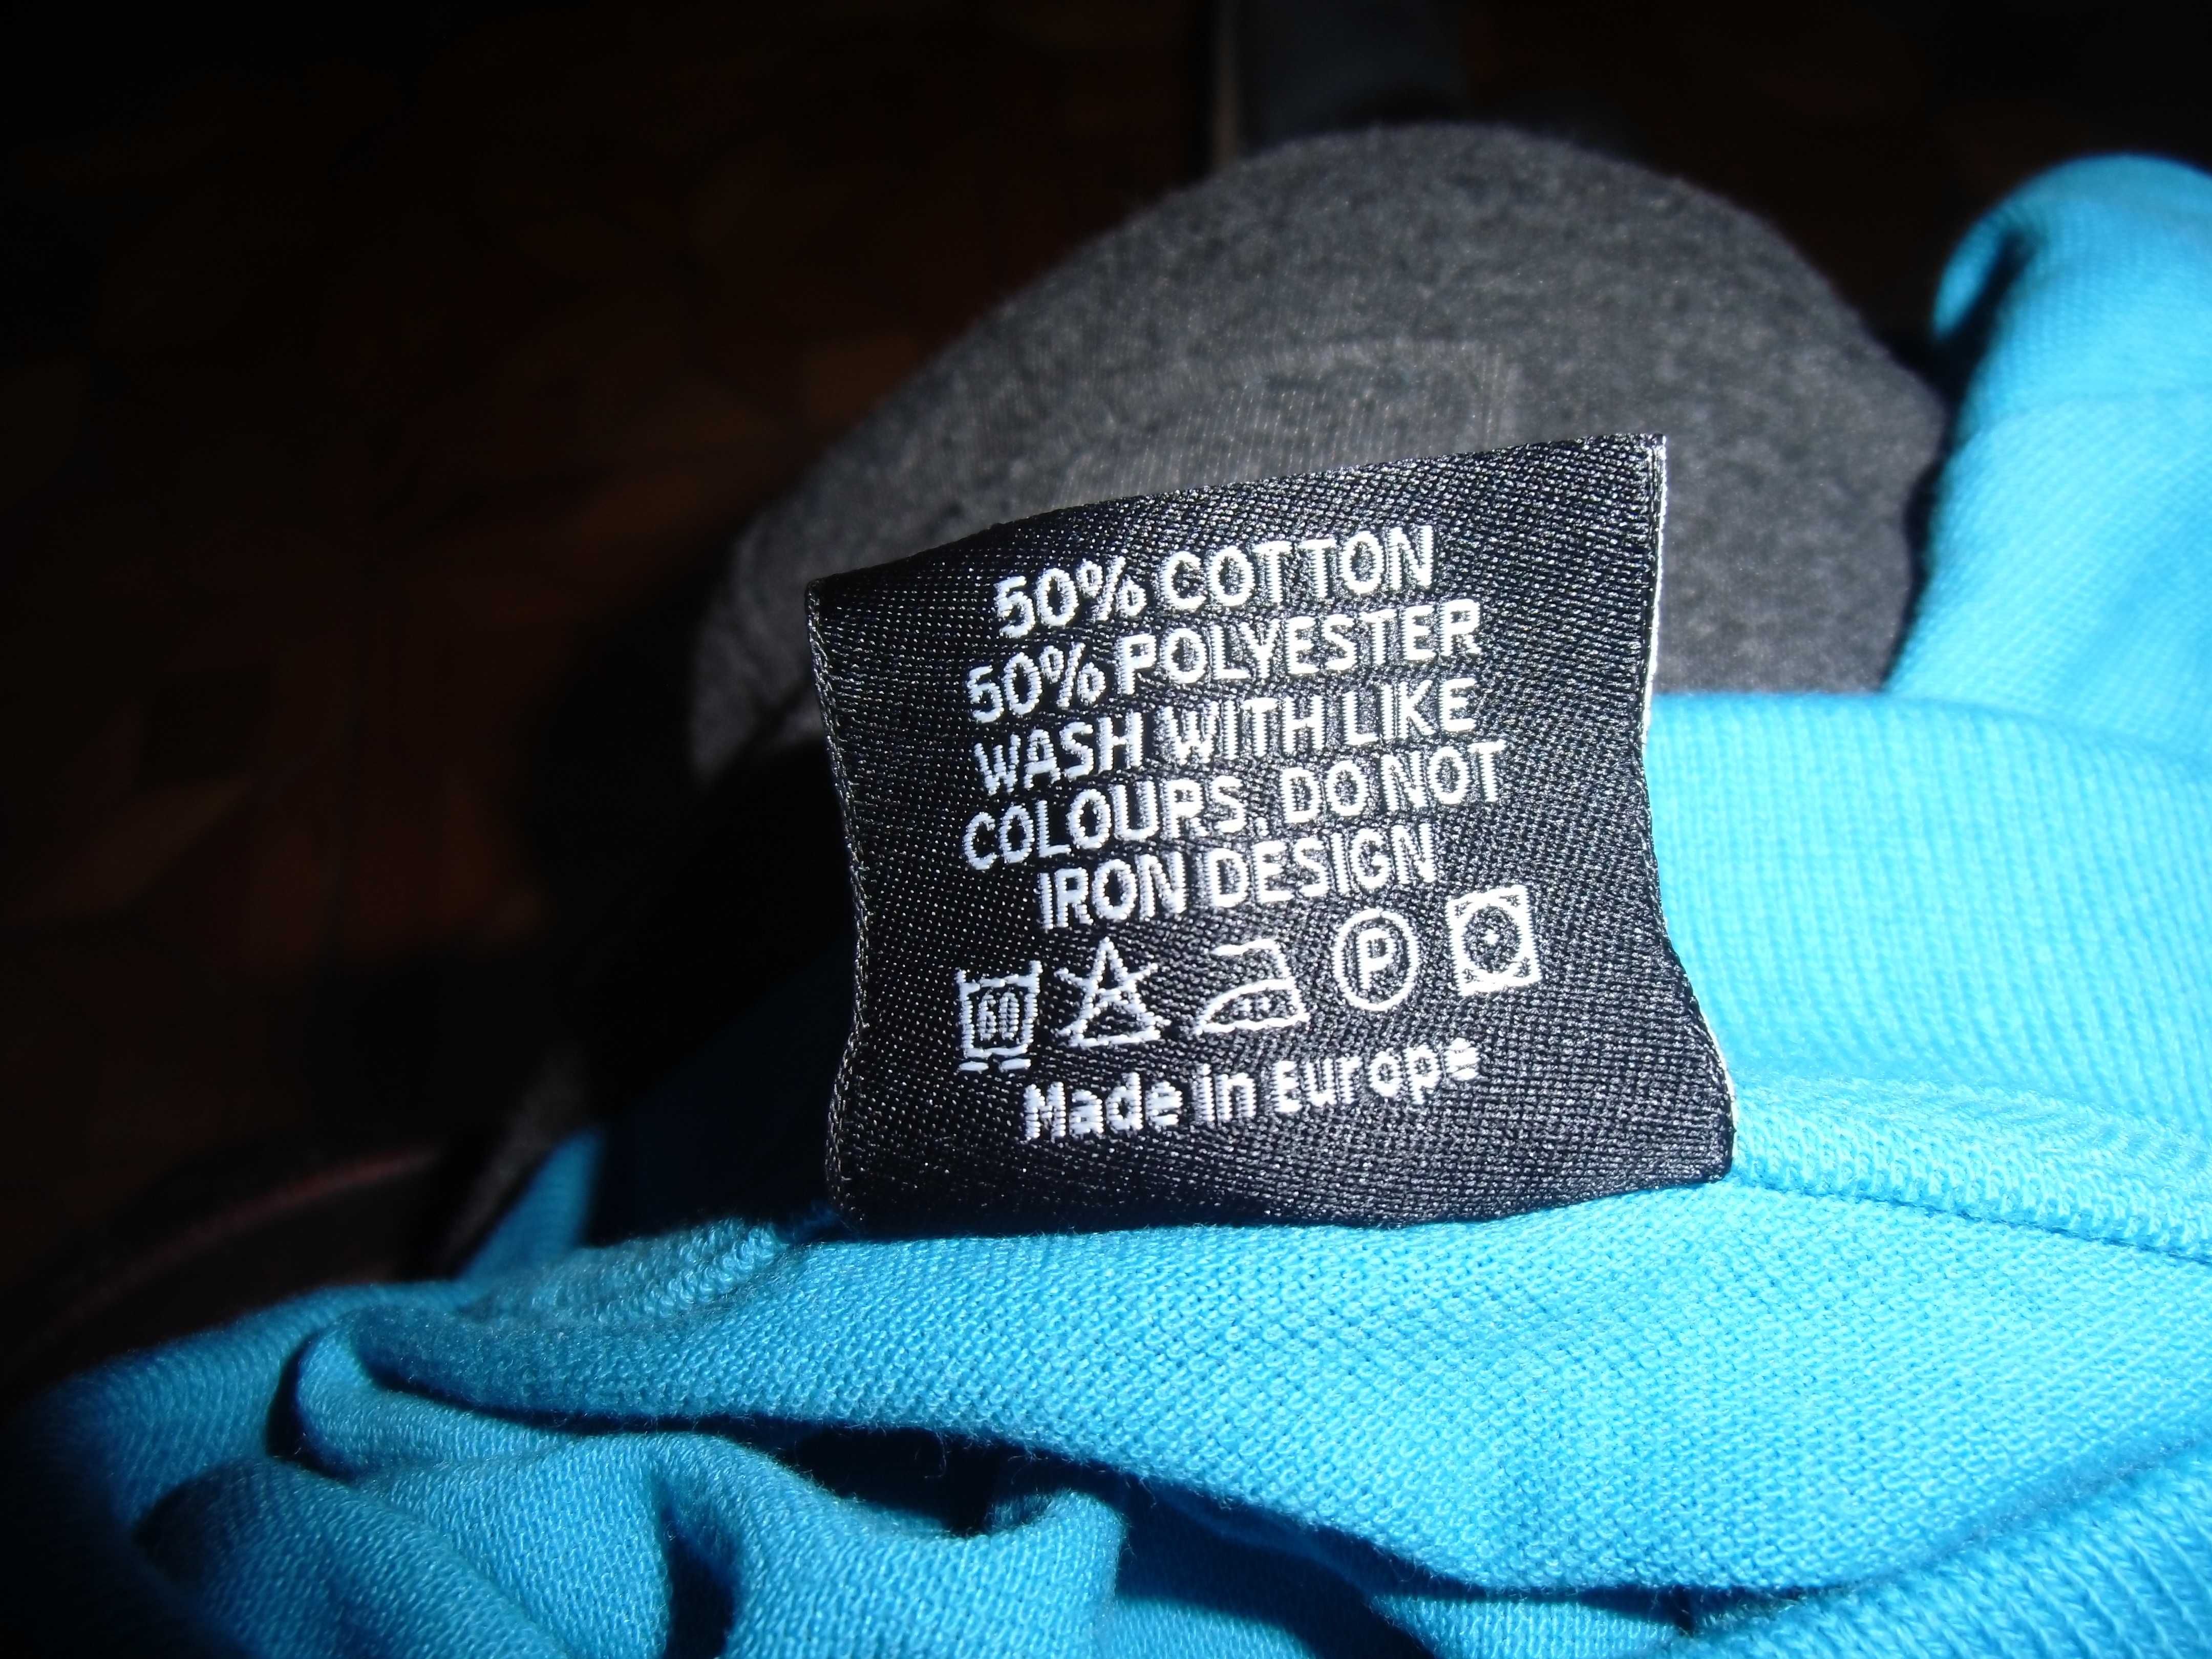 50% COTTON
50% POLYESTER
WASH WITH LIKE
COLOURS. DO NOT
IRON DESIGN
60 P
Made in Europe